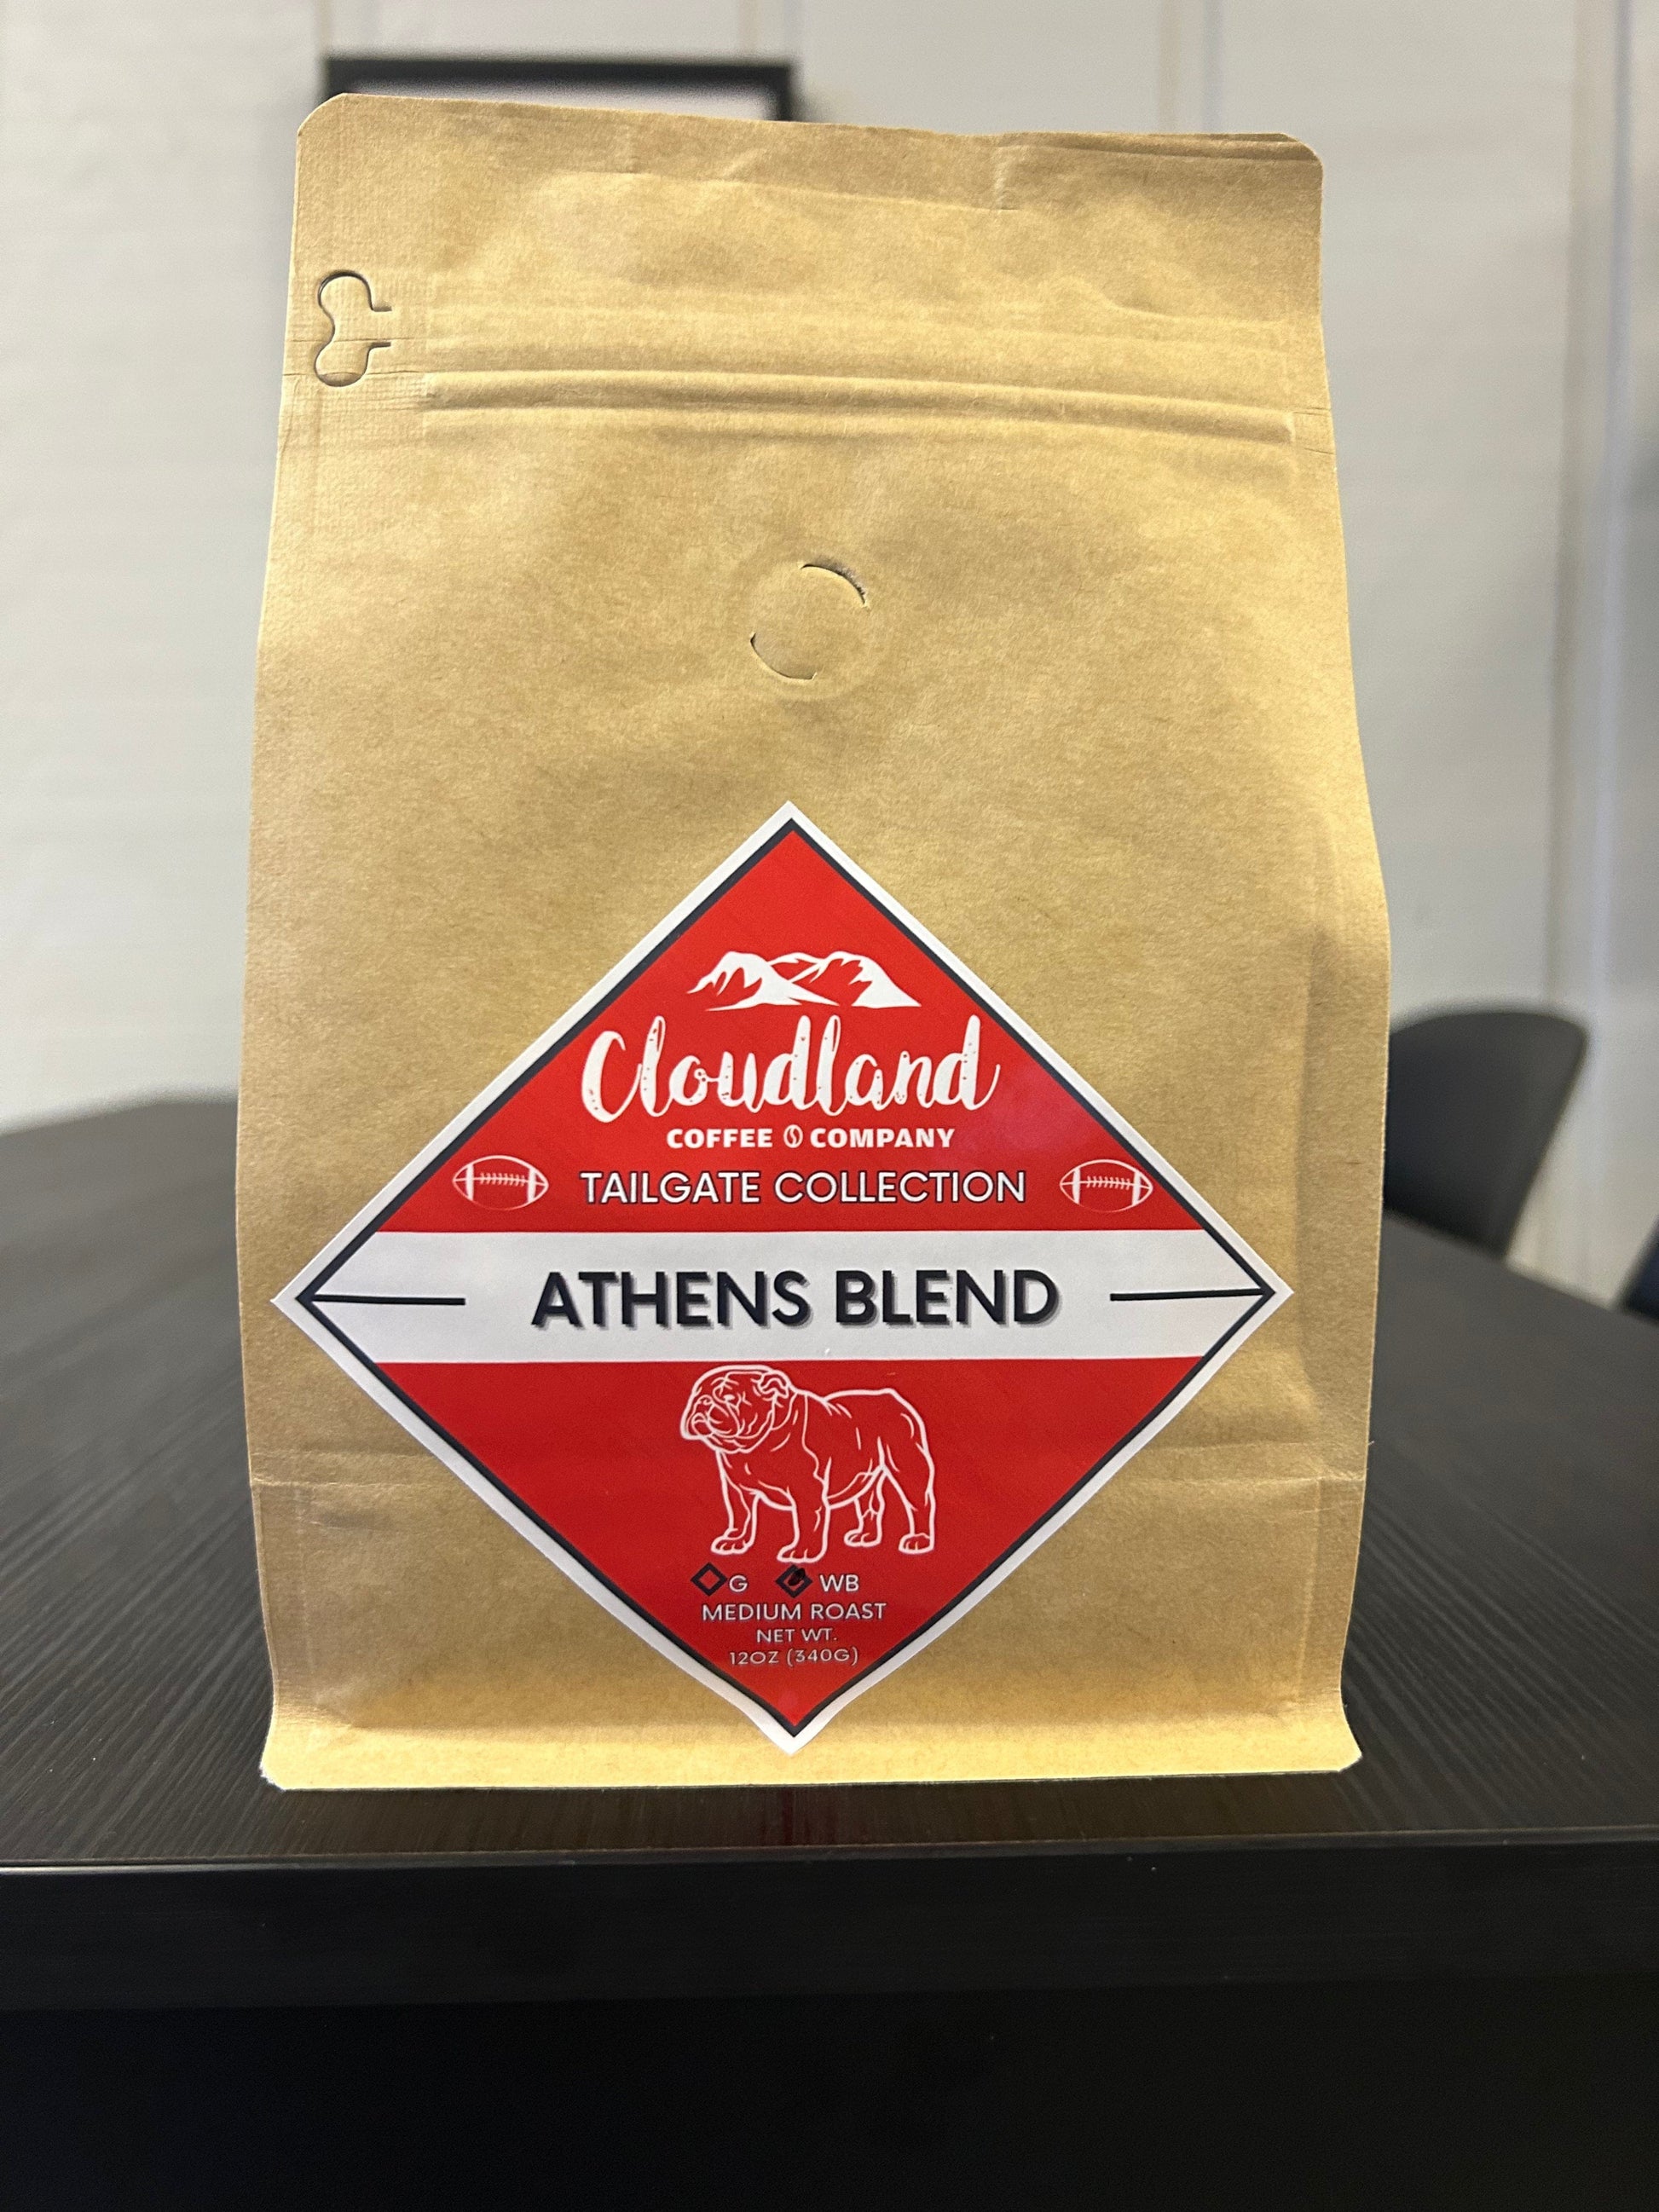 Cloudland
COFFEE COMPANY
TAILGATE COLLECTION
ATHENS BLEND
G WB
MEDIUM ROAST
NET WT.
12OZ (340G)